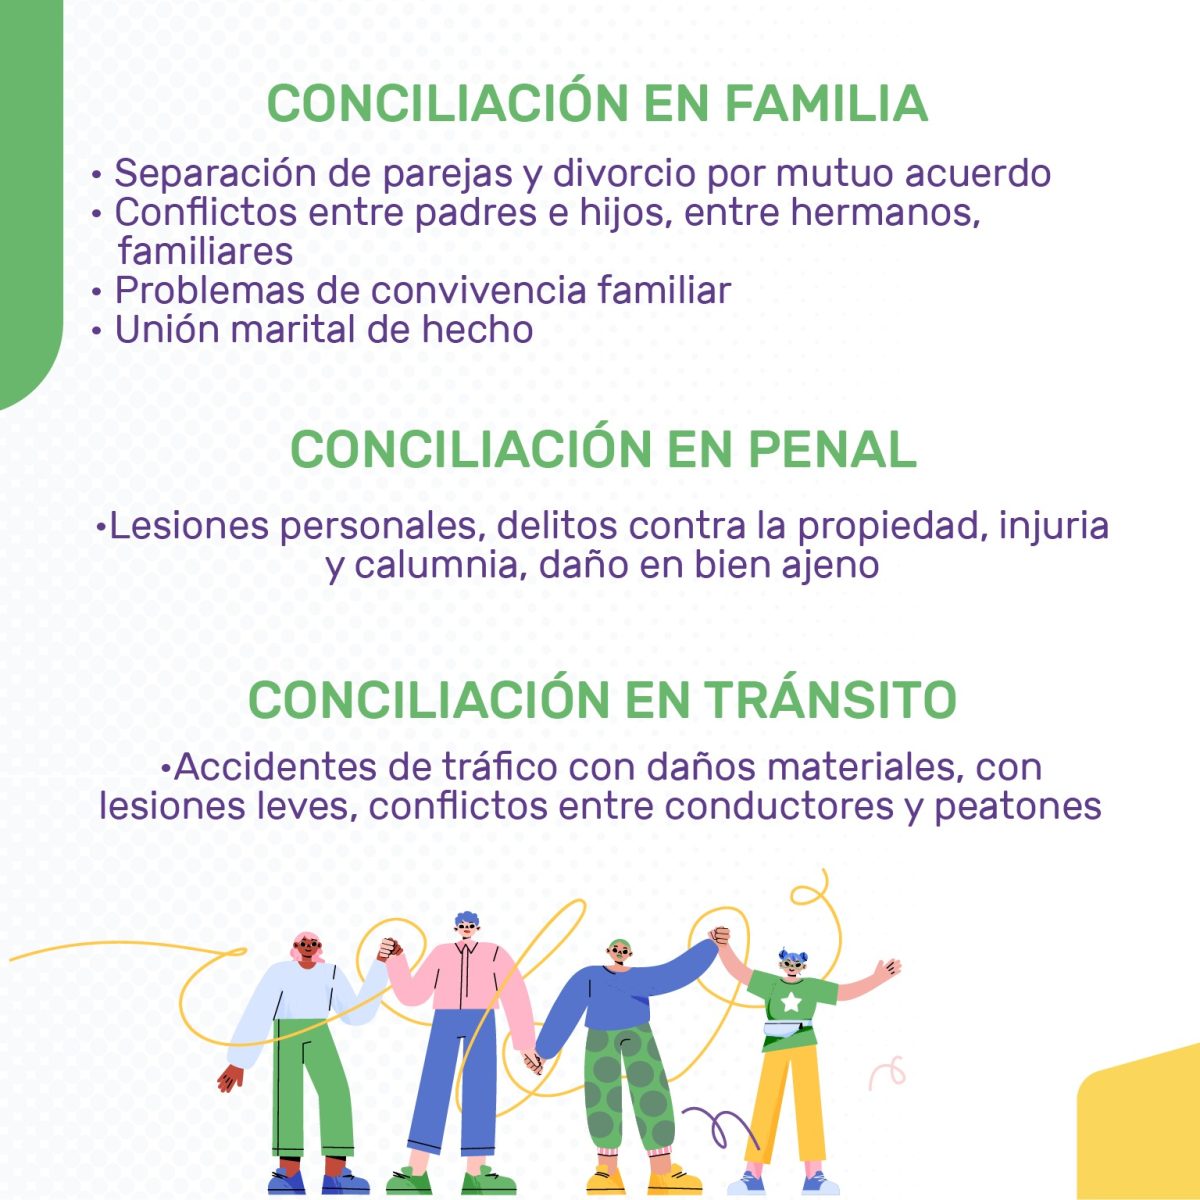 CONCILIACIÓN EN FAMILIA
• Separación de parejas y divorcio por mutuo acuerdo
• Conflictos entre padres e hijos, entre hermanos,
familiares
• Problemas de convivencia familiar
• Unión marital de hecho
CONCILIACIÓN EN PENAL
•Lesiones personales, delitos contra la propiedad, injuria
y calumnia, daño en bien ajeno
CONCILIACIÓN EN TRÁNSITO
•Accidentes de tráfico con daños materiales, con
lesiones leves, conflictos entre conductores y peatones